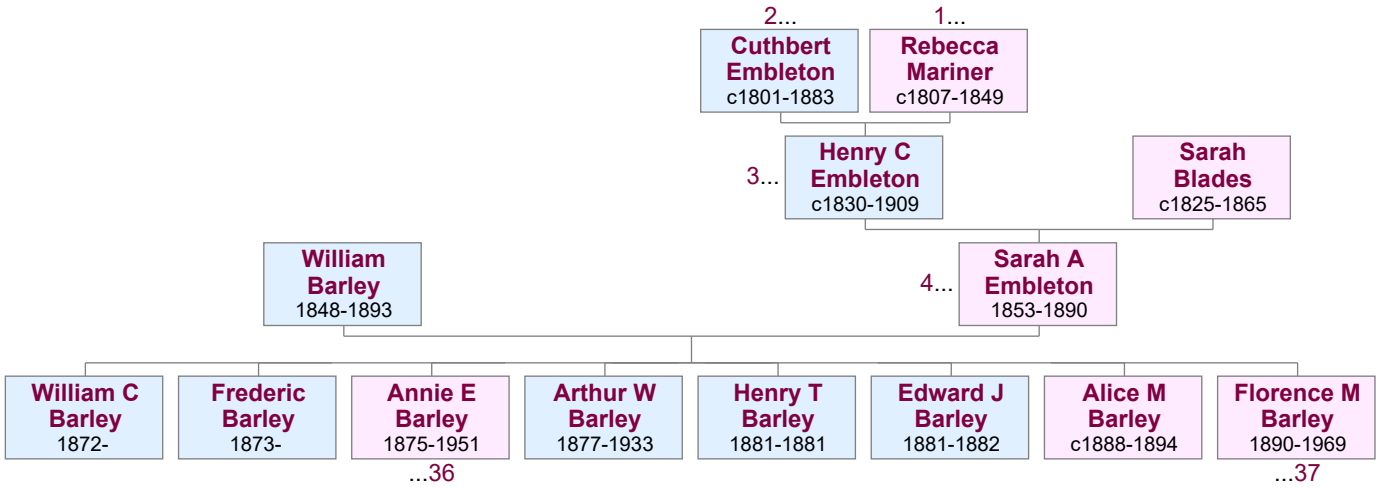 2...
1...
Cuthbert
Embleton
c1801-1883
Rebecca
Mariner
c1807-1849
3...
Henry C
Embleton
c1830-1909
Sarah
Blades
c1825-1865
William
Barley
1848-1893
4...
Sarah A
Embleton
1853-1890
William C
Barley
1872-
Frederic
Barley
1873-
Annie E
Barley
1875-1951
Arthur W
Barley
1877-1933
Henry T
Barley
1881-1881
Edward J
Barley
1881-1882
Alice M
Barley
c1888-1894
Florence M
Barley
1890-1969
...36
...37